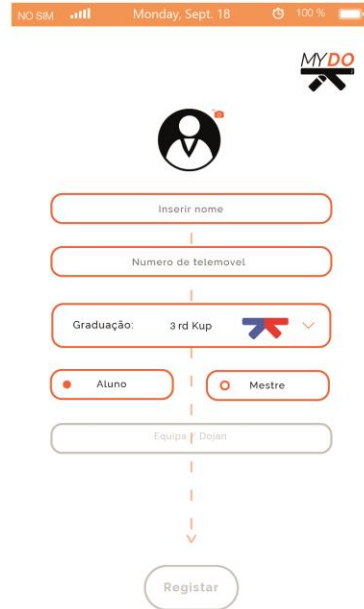 NO SIM Monday, Sept. 18 100 %
MYDO
Inserir nome
Numero de telemovel
Graduação: 3 rd Kup
Aluno Mestre
Equipa / Dojan
Registar